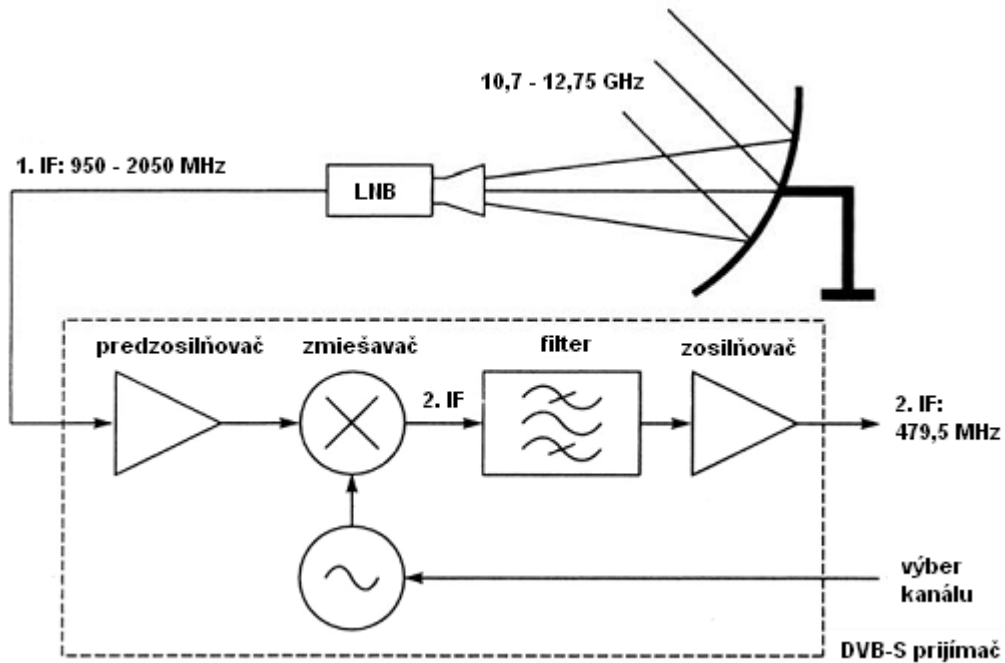 10,7 - 12,75 GHz
1. IF: 950 - 2050 MHz
LNB
predzosilňovač
zmiešavač
filter
zosilňovač
2. IF
2. IF:
479,5 MHz
výber
kanálu
DVB-S prijímač